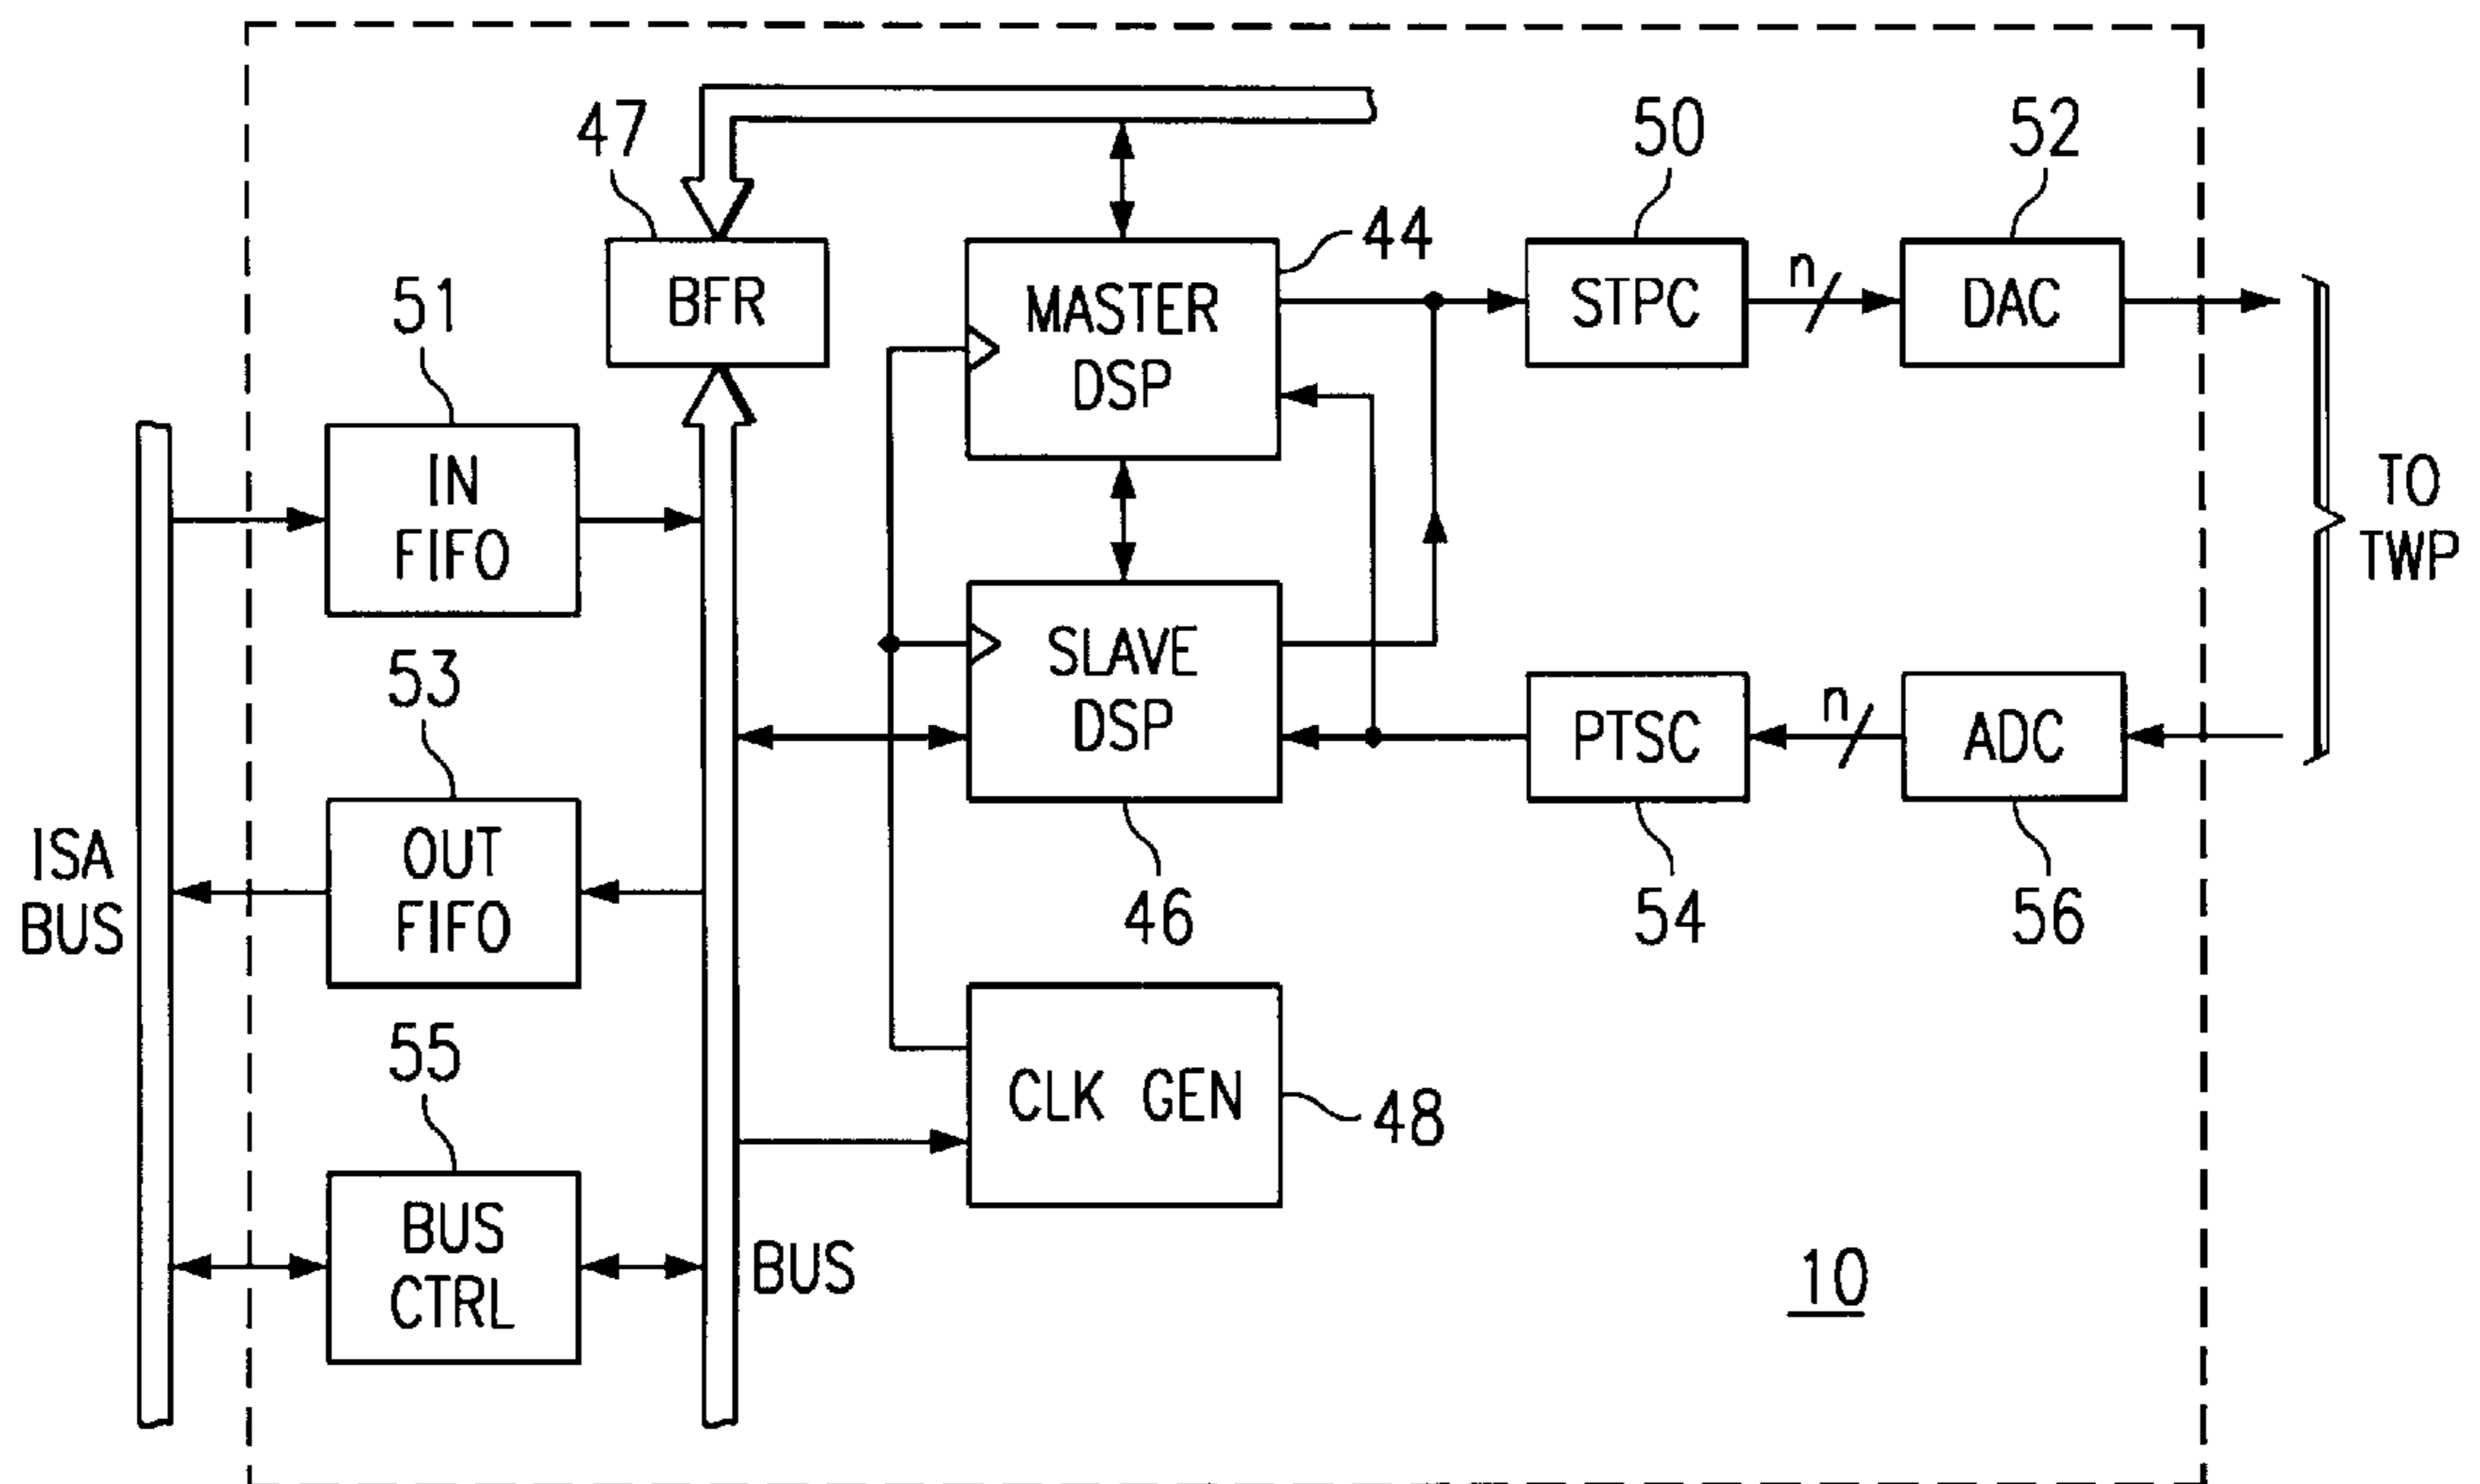 47
50
52
44
51
BFR
MASTER
DSP
STPC
n
DAC
IN
FIFO
TO
TWP
53
SLAVE
DSP
PTSC
n
ADC
ISA
BUS
OUT
FIFO
46
54
56
55
CLK GEN
48
BUS
CTRL
BUS
10